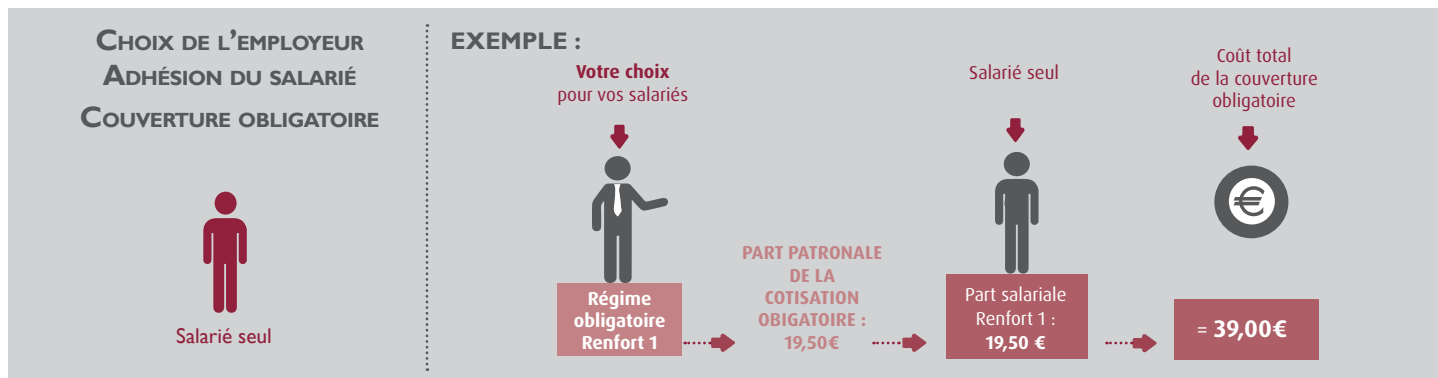 Choix de l'employeur
Adhésion du salarié
Couverture obligatoire
Salarié seul
EXEMPLE :
Votre choix
pour vos salariés
Régime
obligatoire
Renfort 1
PART PATRONALE
DE LA
COTISATION
OBIGATOIRE :
19,50€
Salarié seul
Part salariale
Renfort 1 :
19,50 €
Coût total
de la couverture
obligatoire
€
= 39,00€